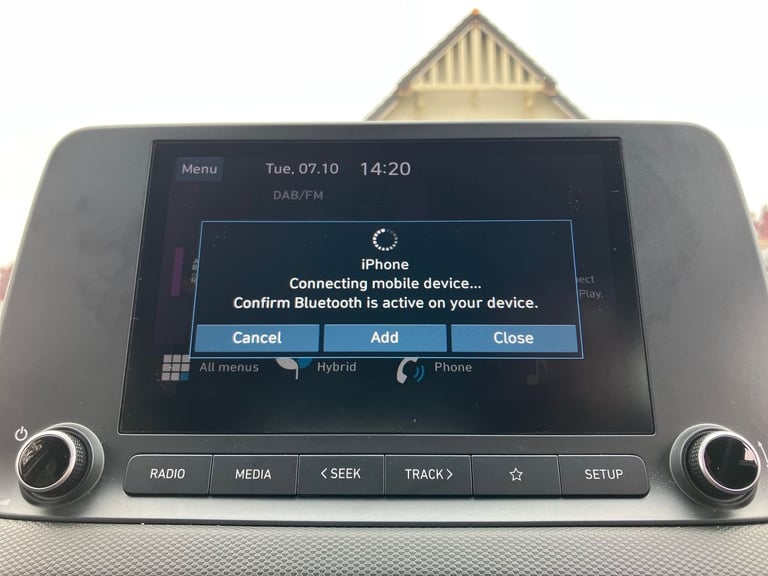 Menu
Tue, 07.10
14:20
DAB/FM
iPhone
Connecting mobile device...
Confirm Bluetooth is active on your device.
Play.
Cancel
Add
Close
All menus
Hybrid
Phone
RADIO
MEDIA
< SEEK
TRACK >
☆
SETUP